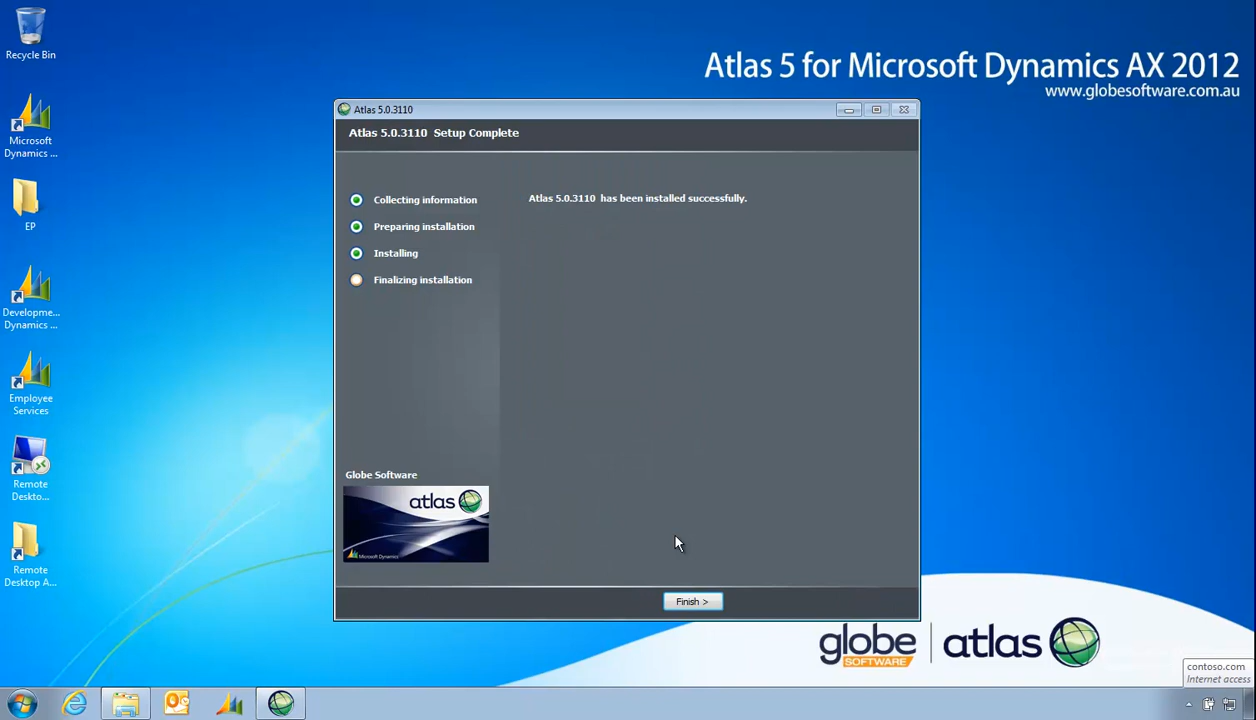 Recycle Bin
Microsoft
Dynamics ...
EP
Developme...
Dynamics ...
Employee
Services
Remote
Deskto...
Remote
Desktop A...
Atlas 5 for Microsoft Dynamics AX 2012
www.globesoftware.com.au
Atlas 5.0.3110
Atlas 5.0.3110 Setup Complete
Collecting information
Preparing installation
Installing
Finalizing installation
Atlas 5.0.3110 has been installed successfully.
Globe Software
atlas
Microsoft Dynamics
Finish >
globe
SOFTWARE
atlas
contoso.com
Internet access